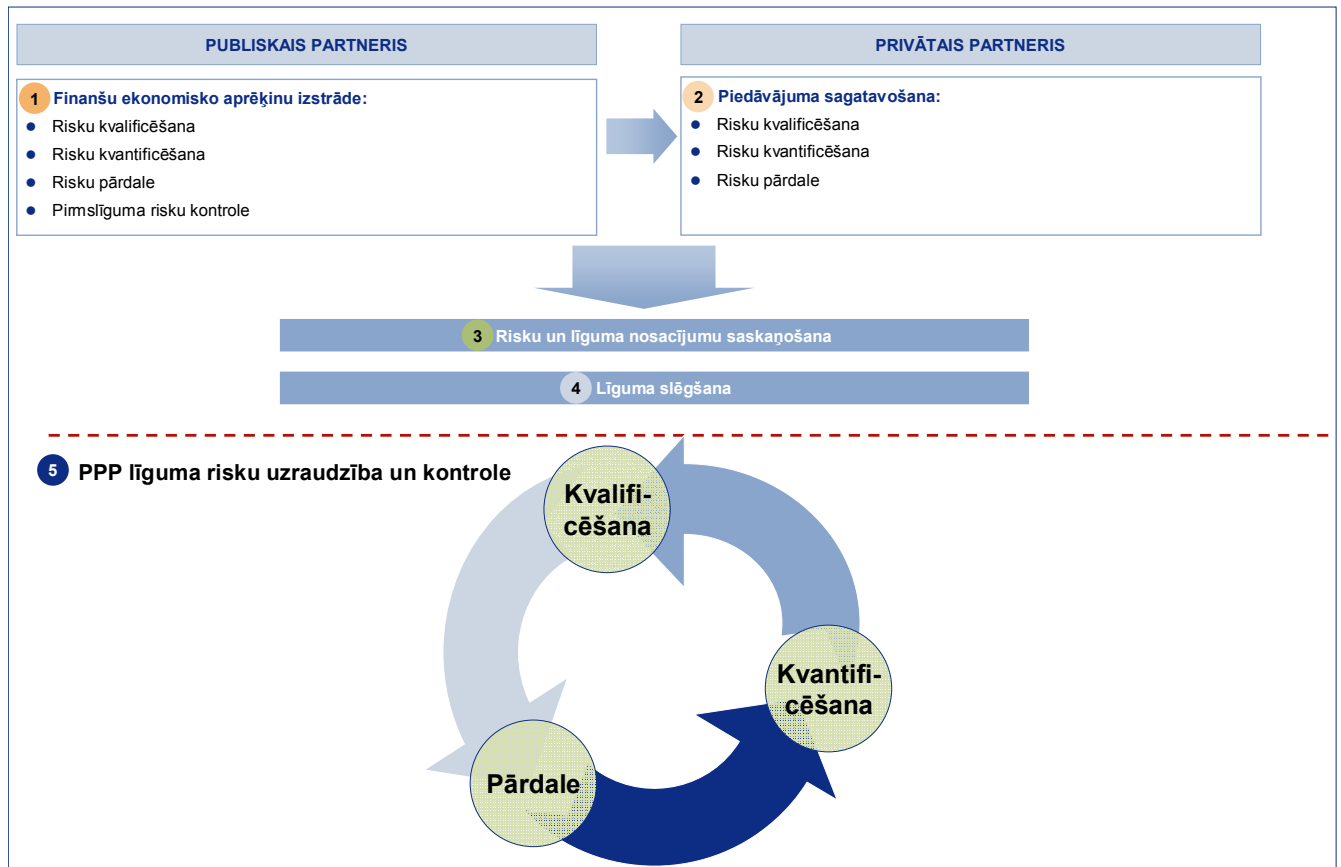 PUBLISKAIS PARTNERIS
PRIVĀTAIS PARTNERIS
1 Finanšu ekonomisko aprēķinu izstrāde:
● Risku kvalificēšana
● Risku kvantificēšana
● Risku pārdale
● Pirmslīguma risku kontrole
2 Piedāvājuma sagatavošana:
● Risku kvalificēšana
● Risku kvantificēšana
● Risku pārdale
3 Risku un līguma nosacījumu saskaņošana
4 Līguma slēgšana
5 PPP līguma risku uzraudzība un kontrole
Kvalifi-
cēšana
Kvantifi-
cēšana
Pārdale